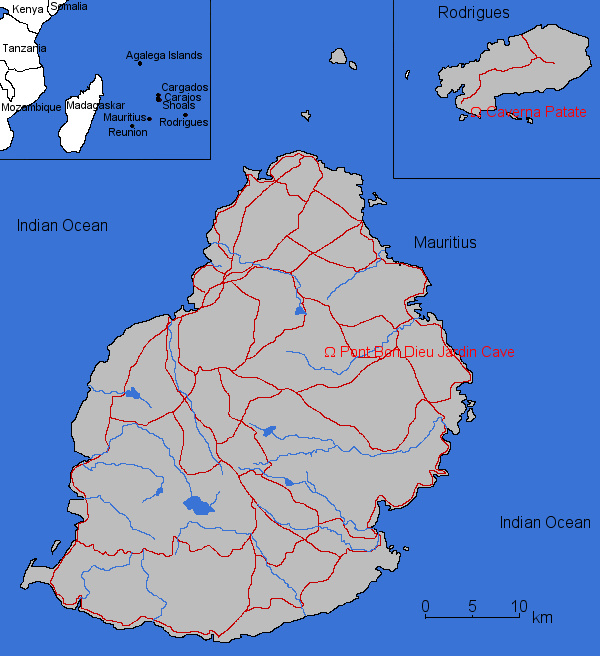 Kenya
Somalia
Tanzania
Agalega Islands
Cargados
Carajos
Shoals
Mozambique
Madagaskar
Mauritius
Reunion
Rodrigues
Rodrigues
Ω Caverna Patate
Indian Ocean
Mauritius
Ω Pont Bon Dieu Jardin Cave
Indian Ocean
0 5 10
km